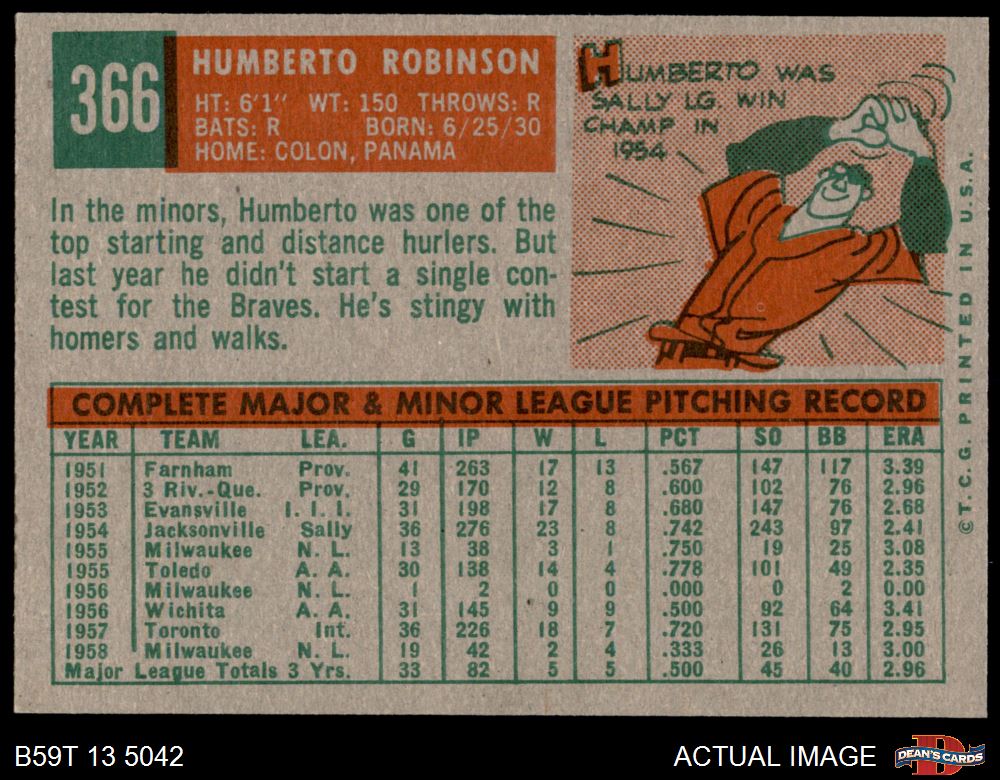 366
HUMBERTO ROBINSON
HT: 6'1" WT: 150 THROWS: R
BATS: R BORN: 6/25/30
HOME: COLON, PANAMA
HUMBERTO WAS
SALLY LG. WIN
CHAMP IN
1954
In the minors, Humberto was one of the
top starting and distance hurlers. But
last year he didn't start a single con-
test for the Braves. He's stingy with
homers and walks.
COMPLETE MAJOR & MINOR LEAGUE PITCHING RECORD
YEAR TEAM LEA. G IP W L PCT SO BB ERA
1951 Farnham Prov. 41 263 17 13 .567 147 117 3.39
1952 3 Riv.-Que. Prov. 29 170 12 8 .600 102 76 2.96
1953 Evansville I. I. I. 31 198 17 8 .680 147 76 2.68
1954 Jacksonville Sally 36 276 23 8 .742 243 97 2.41
1955 Milwaukee N. L. 13 38 3 1 .750 19 25 3.08
1955 Toledo A. A. 30 138 14 4 .778 101 49 2.35
1956 Milwaukee N. L. 1 2 0 0 .000 0 2 0.00
1956 Wichita A. A. 31 145 9 9 .500 92 64 3.41
1957 Toronto Int. 36 226 18 7 .720 131 75 2.95
1958 Milwaukee N. L. 19 42 2 4 .333 26 13 3.00
Major League Totals 3 Yrs. 33 82 5 5 .500 45 40 2.96
©T. C. G. PRINTED IN U.S.A.
B59T 13 5042
ACTUAL IMAGE
D
DEAN'S CARDS